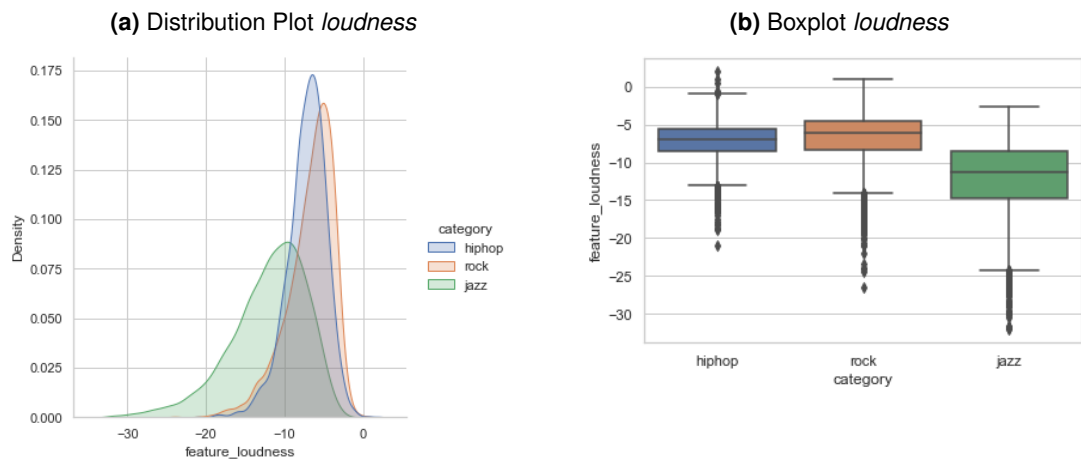 (a) Distribution Plot loudness
0.175
0.150
0.125
0.100
0.075
0.050
0.025
0.000
Density
−30
−20
−10
0
feature_loudness
category
hiphop
rock
jazz
(b) Boxplot loudness
0
−5
−10
−15
−20
−25
−30
feature_loudness
hiphop
rock
jazz
category